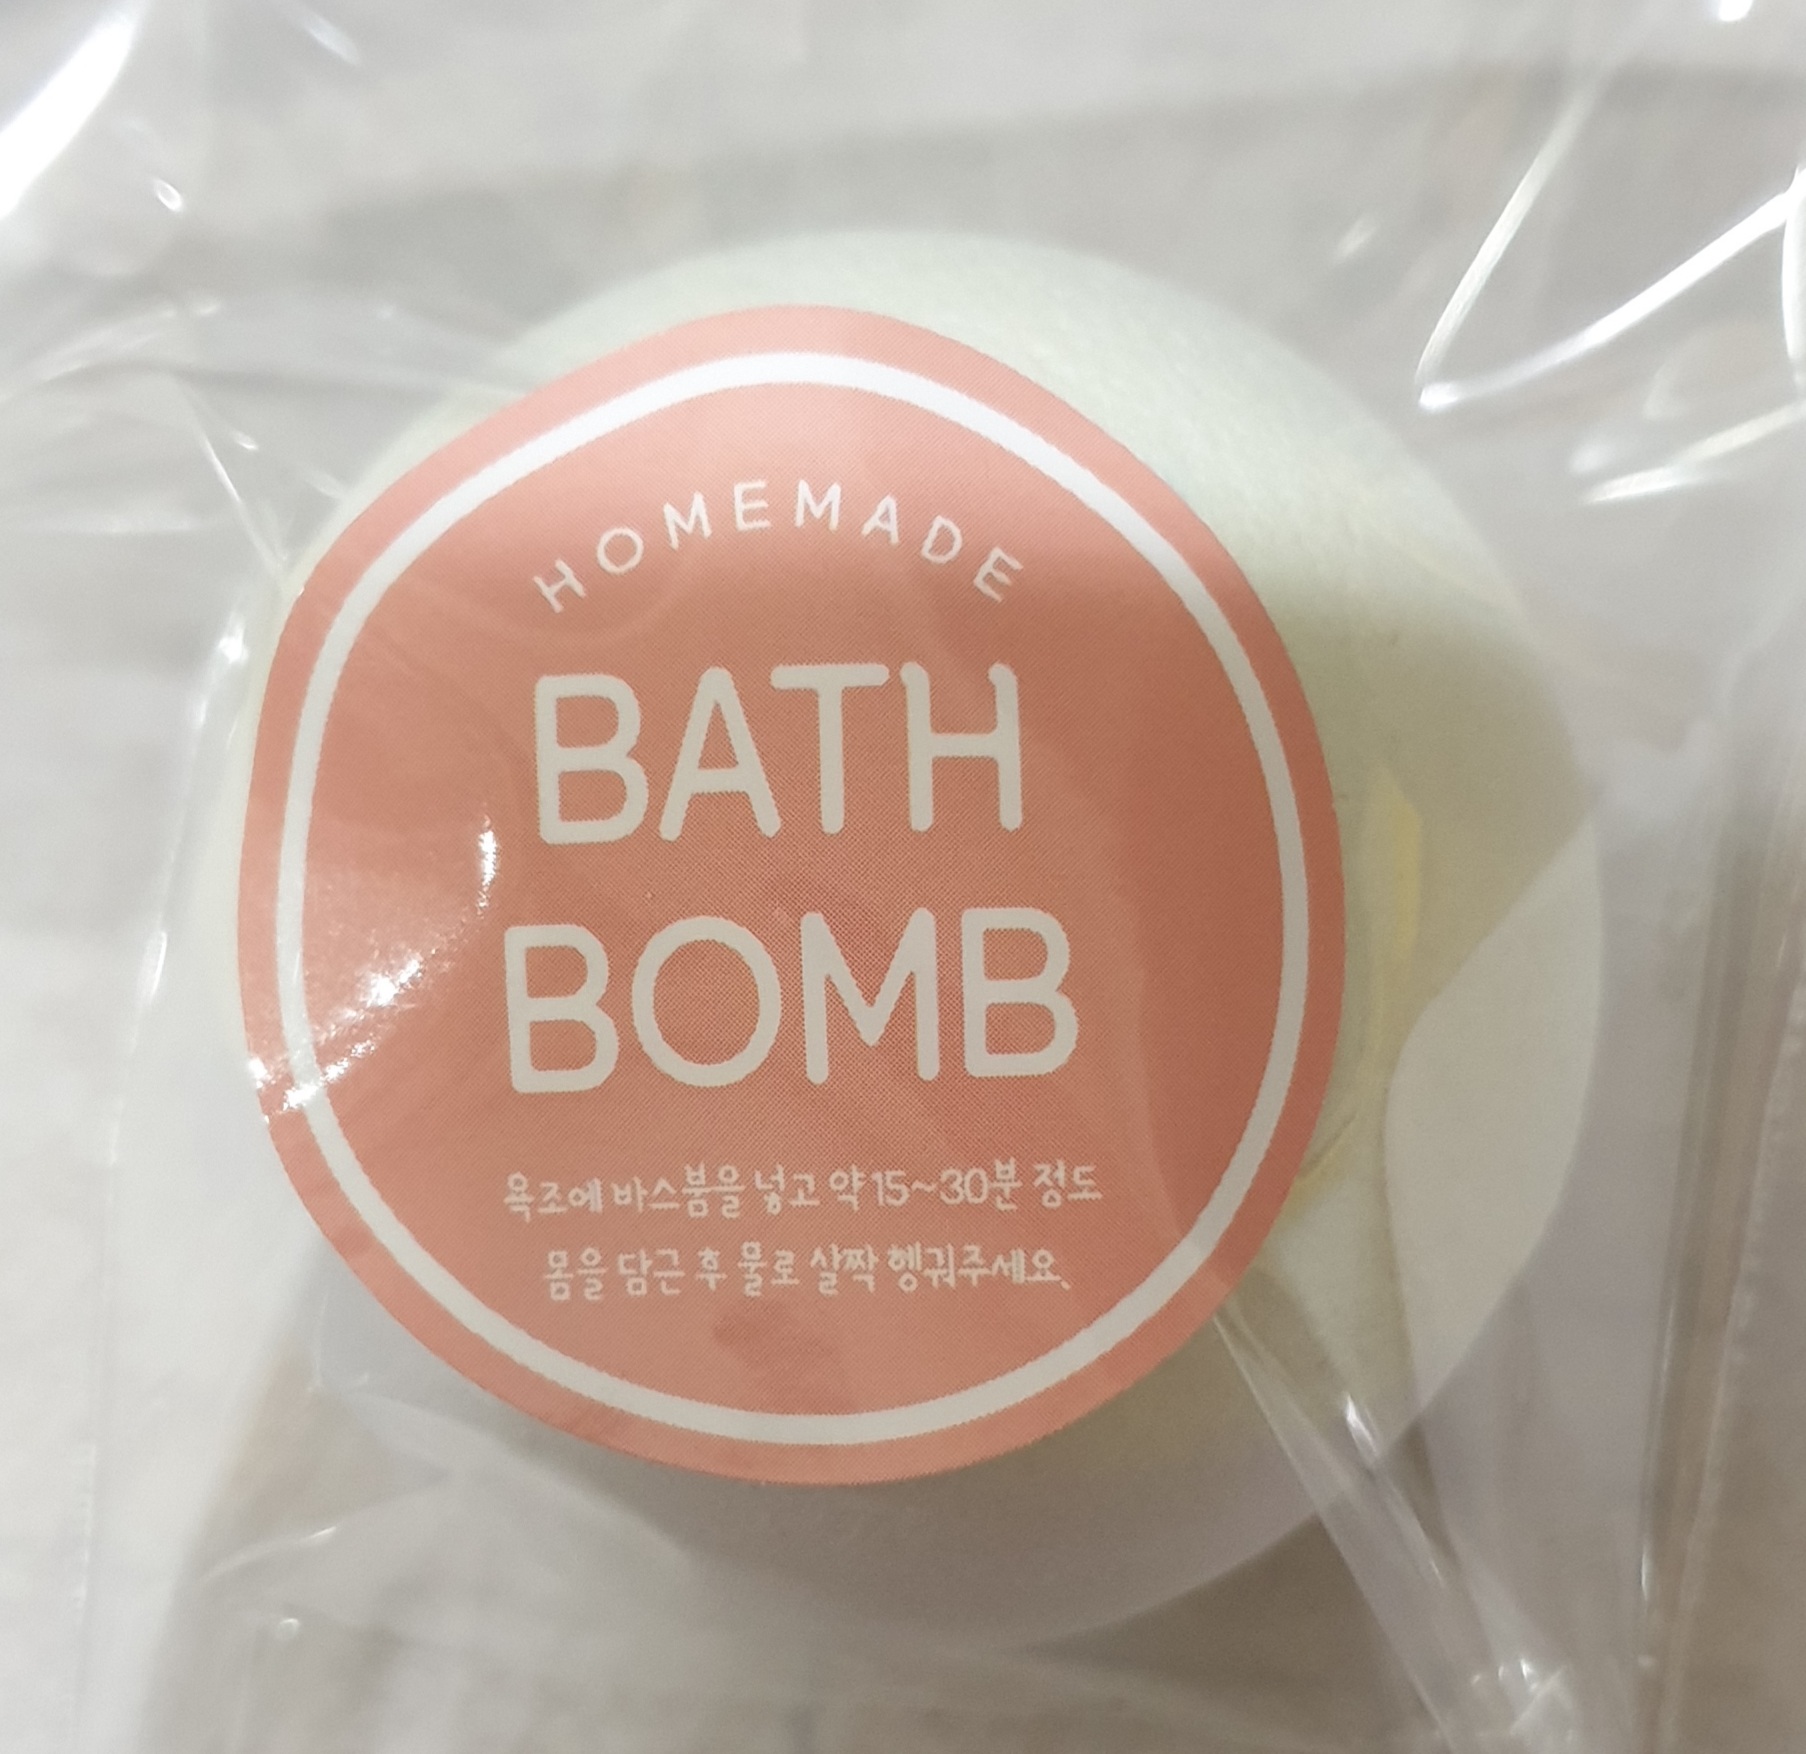 HOMEMADE
BATH
BOMB
욕조에 바스붐을 넣고 약 15~30분 정도
몸을 담근 후 물로 살짝 헹궈주세요.